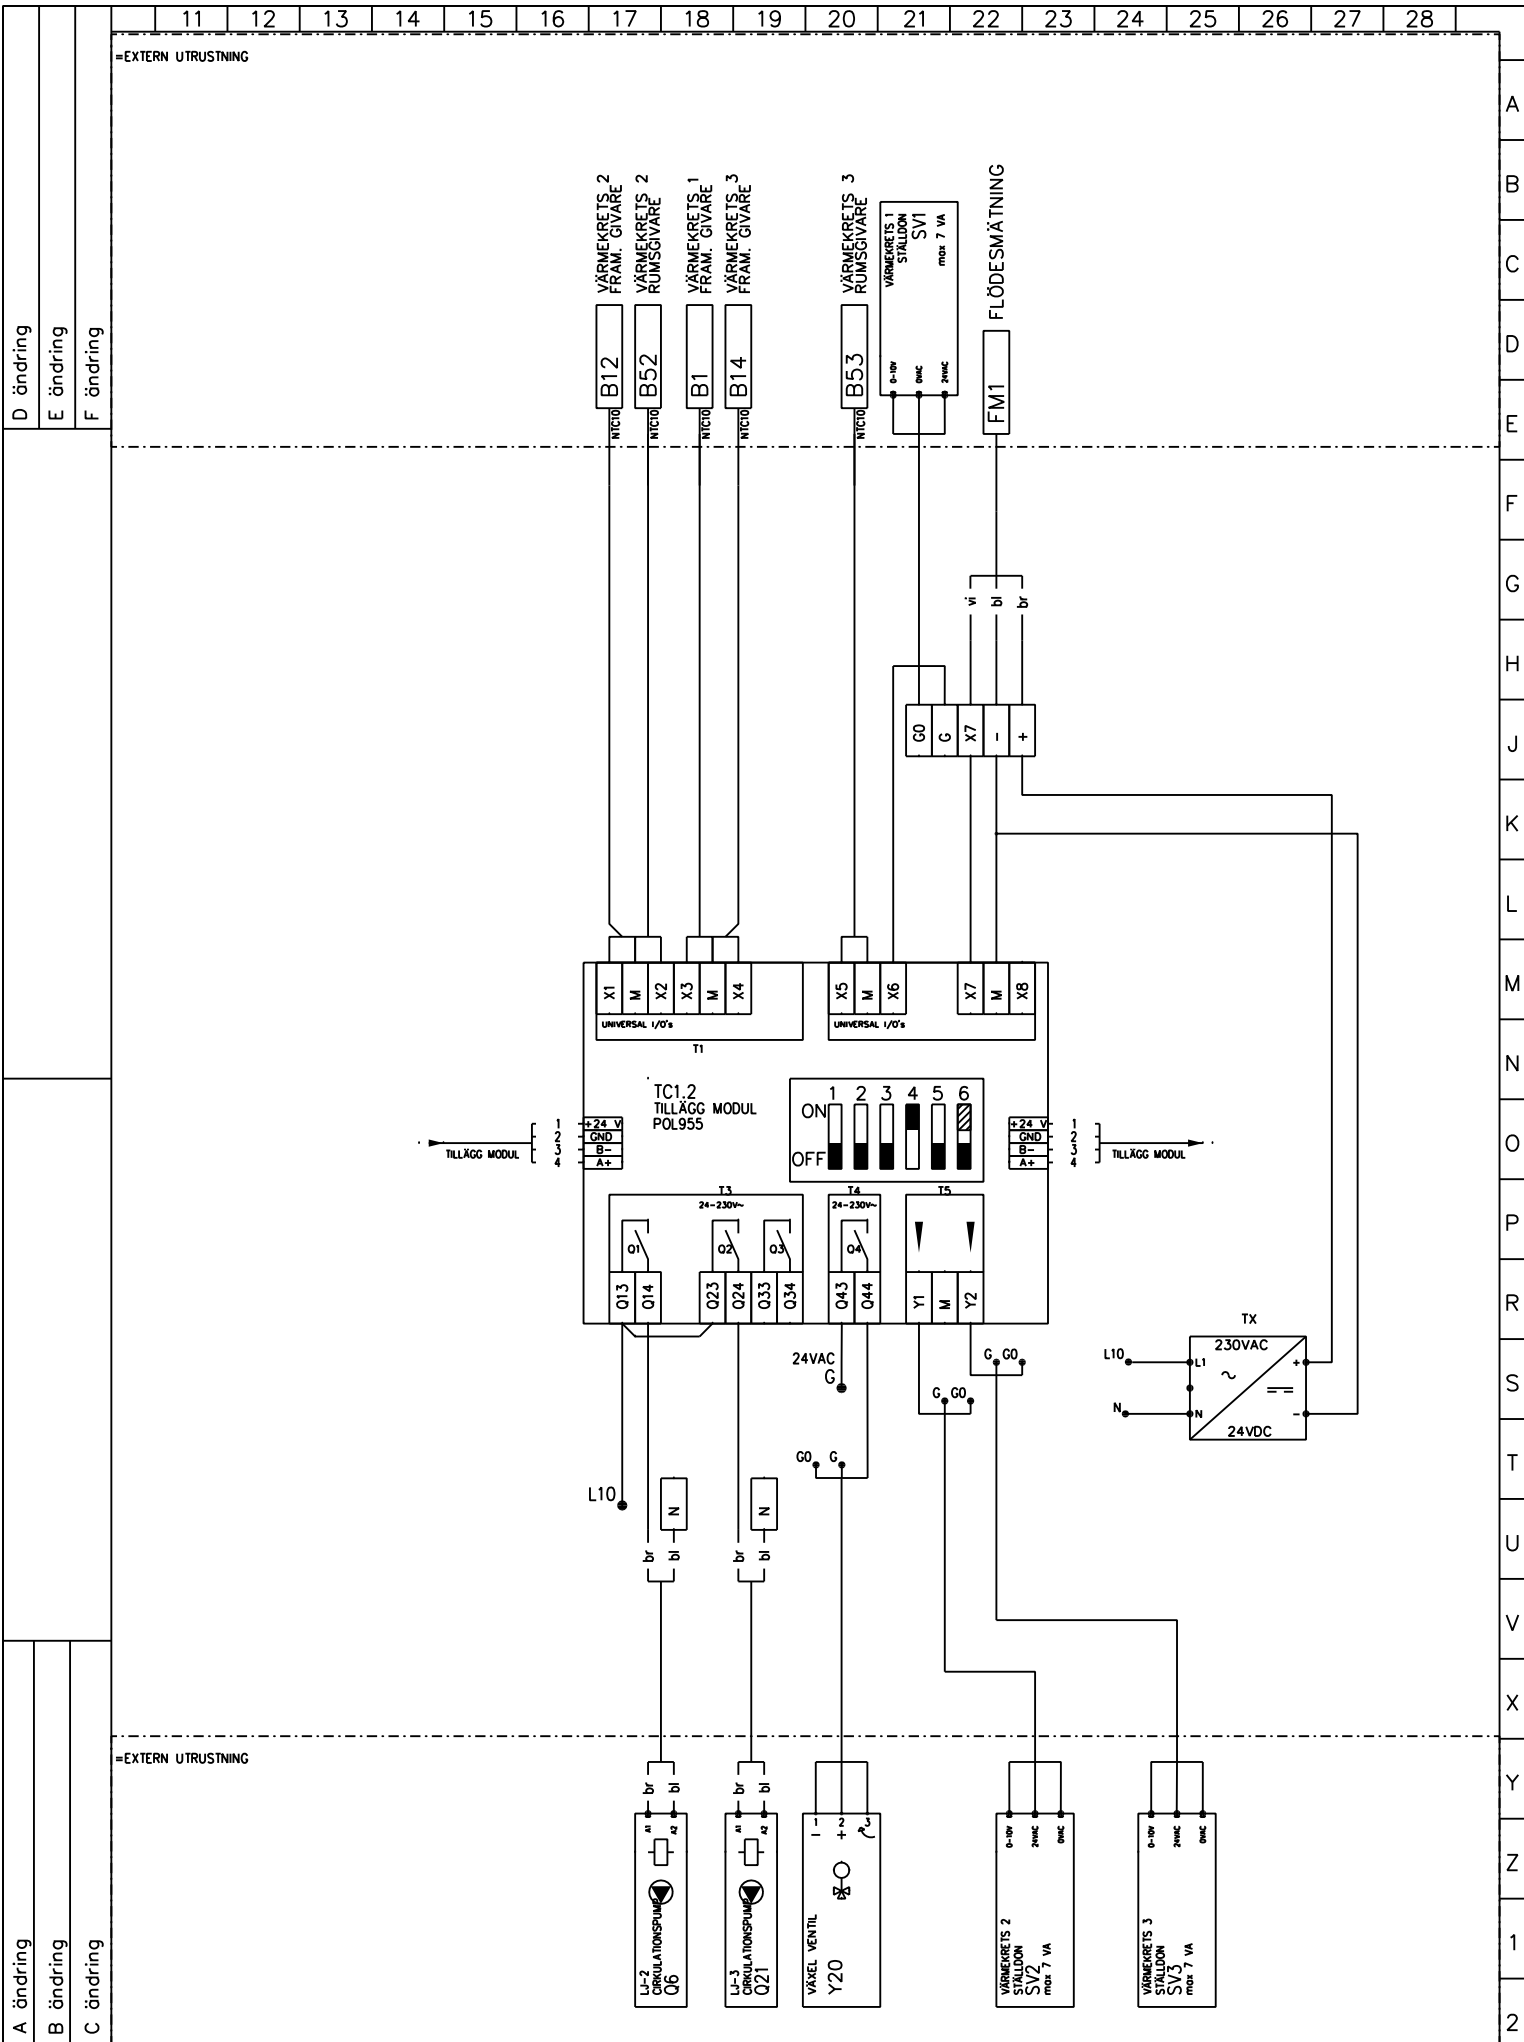 11 12 13 14 15 16 17 18 19 20 21 22 23 24 25 26 27 28
=EXTERN UTRUSTNING
A
B
C
D
E
F
G
H
J
K
L
M
N
O
P
R
S
T
U
V
X
Y
Z
1
2
D ändring
E ändring
F ändring
VÄRMEKRETS 2
FRAM. GIVARE
B12
NTC10
VÄRMEKRETS 2
RUMSGIVARE
B52
NTC10
VÄRMEKRETS 1
FRAM. GIVARE
B1
NTC10
VÄRMEKRETS 3
FRAM. GIVARE
B14
NTC10
VÄRMEKRETS 3
RUMSGIVARE
B53
NTC10
VÄRMEKRETS 1
STÄLLDON
SV1
max 7 VA
0-10V
0VAC
24VAC
FLÖDESMÄTNING
FM1
vi
bl
br
G0
G
X7
-
+
X1
M
X2
X3
M
X4
UNIVERSAL I/O's
T1
X5
M
X6
X7
M
X8
UNIVERSAL I/O's
TC1.2
TILLÄGG MODUL
POL955
1 2 3 4 5 6
ON
OFF
TILLÄGG MODUL
1 +24 V
2 GND
3 B-
4 A+
+24 V 1
GND 2
B- 3
A+ 4
TILLÄGG MODUL
T3
24-230V~
Q1
Q2
Q3
T4
24-230V~
Q4
T5
Q13
Q14
Q23
Q24
Q33
Q34
Q43
Q44
Y1
M
Y2
24VAC
G
G G0
G G0
G0 G
L10
N
N
br
bl
br
bl
TX
230VAC
L10
L1
+
N
N
-
24VDC
=EXTERN UTRUSTNING
br
bl
A1
A2
LJ-2
CIRKULATIONSPUMP
Q6
br
bl
A1
A2
LJ-3
CIRKULATIONSPUMP
Q21
1
2
3
-
+
VÄXEL VENTIL
Y20
0-10V
24VAC
0VAC
VÄRMEKRETS 2
STÄLLDON
SV2
max 7 VA
0-10V
24VAC
0VAC
VÄRMEKRETS 3
STÄLLDON
SV3
max 7 VA
A ändring
B ändring
C ändring